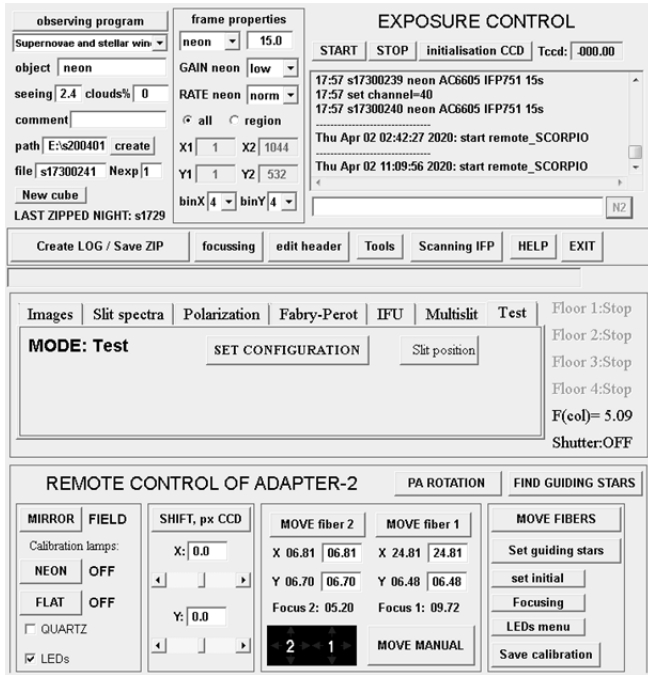 observing program
Supernovae and stellar win
object neon
seeing 2.4 clouds% 0
comment
path E:\s200401 create
file s17300241 Nexp 1
New cube
LAST ZIPPED NIGHT: s1729
frame properties
neon 15.0
GAIN neon low
RATE neon norm
all region
X1 1 X2 1044
Y1 1 Y2 532
binX 4 binY 4
EXPOSURE CONTROL
START STOP initialisation CCD Tccd: -000.00
17:57 s17300239 neon AC6605 IFP751 15s
17:57 set channel=40
17:57 s17300240 neon AC6605 IFP751 15s
--------------------------------
Thu Apr 02 02:42:27 2020: start remote_SCORPIO
--------------------------------
Thu Apr 02 11:09:56 2020: start remote_SCORPIO
N2
Create LOG / Save ZIP focussing edit header Tools Scanning IFP HELP EXIT
Images Slit spectra Polarization Fabry-Perot IFU Multislit Test
MODE: Test SET CONFIGURATION Slit position
Floor 1:Stop
Floor 2:Stop
Floor 3:Stop
Floor 4:Stop
F(col)= 5.09
Shutter:OFF
REMOTE CONTROL OF ADAPTER-2 PA ROTATION FIND GUIDING STARS
MIRROR FIELD
Calibration lamps:
NEON OFF
FLAT OFF
QUARTZ
LEDs
SHIFT, px CCD
X: 0.0
Y: 0.0
MOVE fiber 2 MOVE fiber 1
X 06.81 06.81 X 24.81 24.81
Y 06.70 06.70 Y 06.48 06.48
Focus 2: 05.20 Focus 1: 09.72
2 1 MOVE MANUAL
MOVE FIBERS
Set guiding stars
set initial
Focusing
LEDs menu
Save calibration